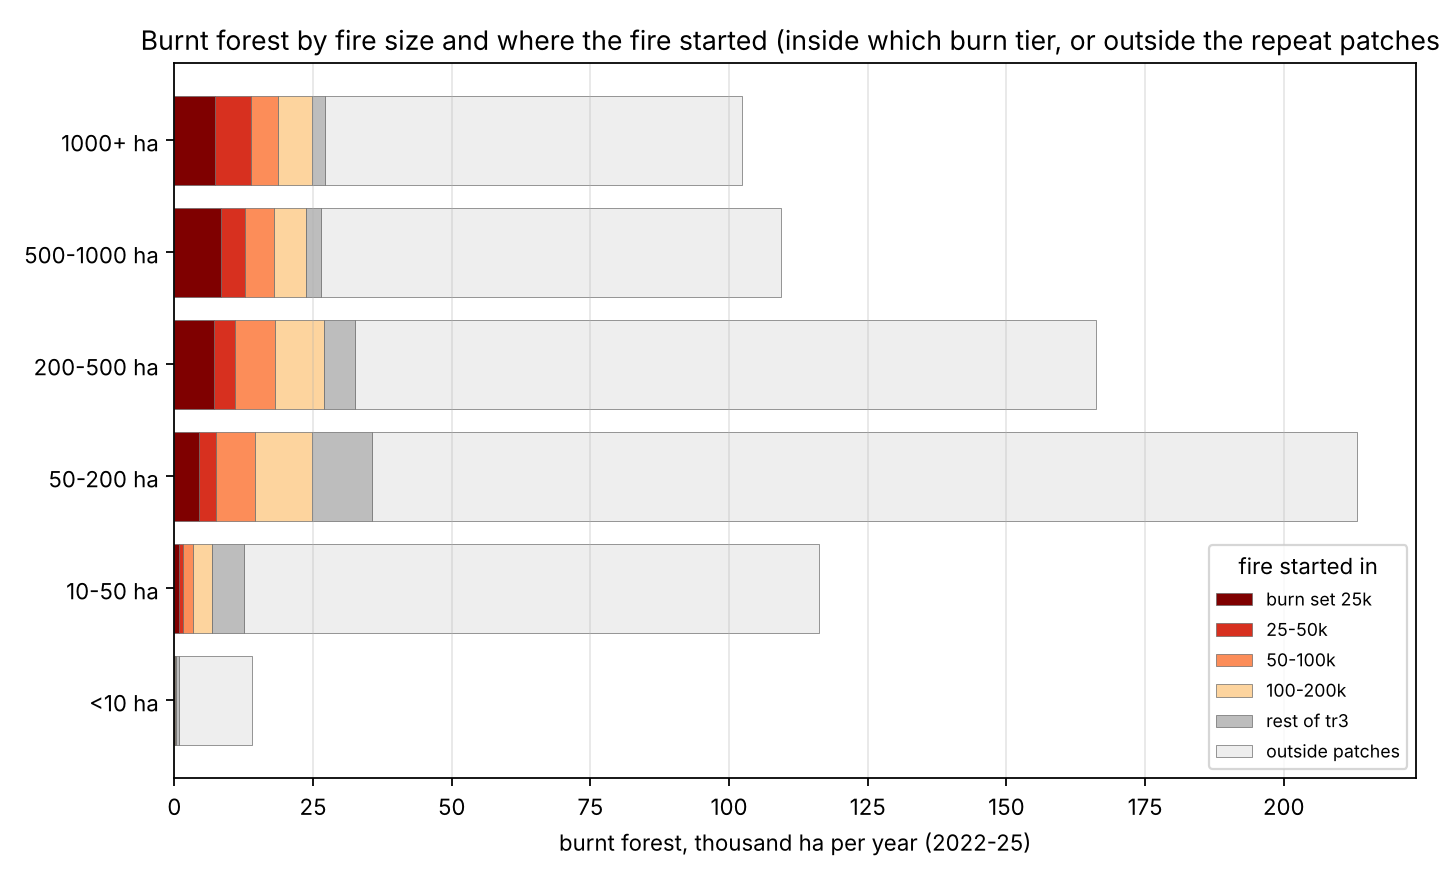 Burnt forest by fire size and where the fire started (inside which burn tier, or outside the repeat patches
1000+ ha
500-1000 ha
200-500 ha
50-200 ha
10-50 ha
<10 ha
fire started in
burn set 25k
25-50k
50-100k
100-200k
rest of tr3
outside patches
0 25 50 75 100 125 150 175 200
burnt forest, thousand ha per year (2022-25)